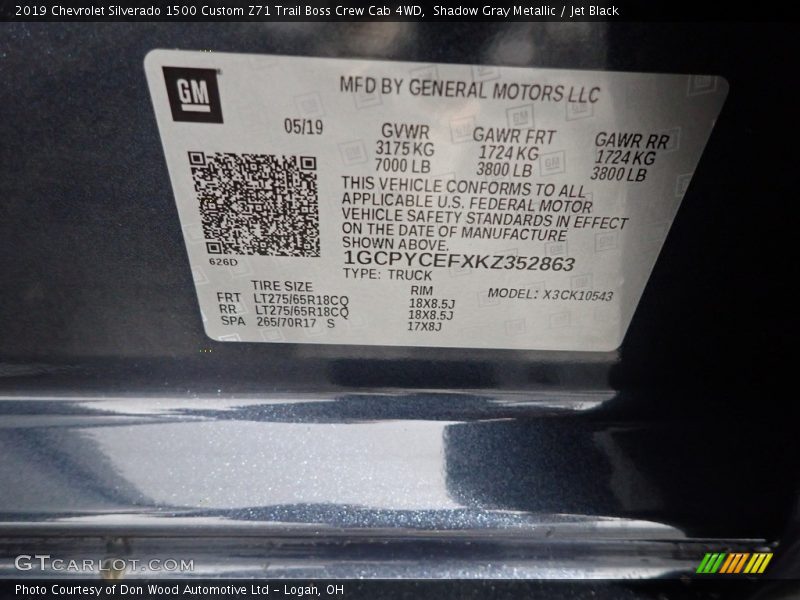 2019 Chevrolet Silverado 1500 Custom Z71 Trail Boss Crew Cab 4WD, Shadow Gray Metallic / Jet Black
GM
MFD BY GENERAL MOTORS LLC
05/19
GVWR GAWR FRT GAWR RR
3175 KG 1724 KG 1724 KG
7000 LB 3800 LB 3800 LB
THIS VEHICLE CONFORMS TO ALL
APPLICABLE U.S. FEDERAL MOTOR
VEHICLE SAFETY STANDARDS IN EFFECT
ON THE DATE OF MANUFACTURE
SHOWN ABOVE.
626D
1GCPYCEFXKZ352863
TYPE: TRUCK
TIRE SIZE RIM MODEL: X3CK10543
FRT LT275/65R18CQ 18X8.5J
RR LT275/65R18CQ 18X8.5J
SPA 265/70R17 S 17X8J
GTCARLOT.COM
Photo Courtesy of Don Wood Automotive Ltd - Logan, OH